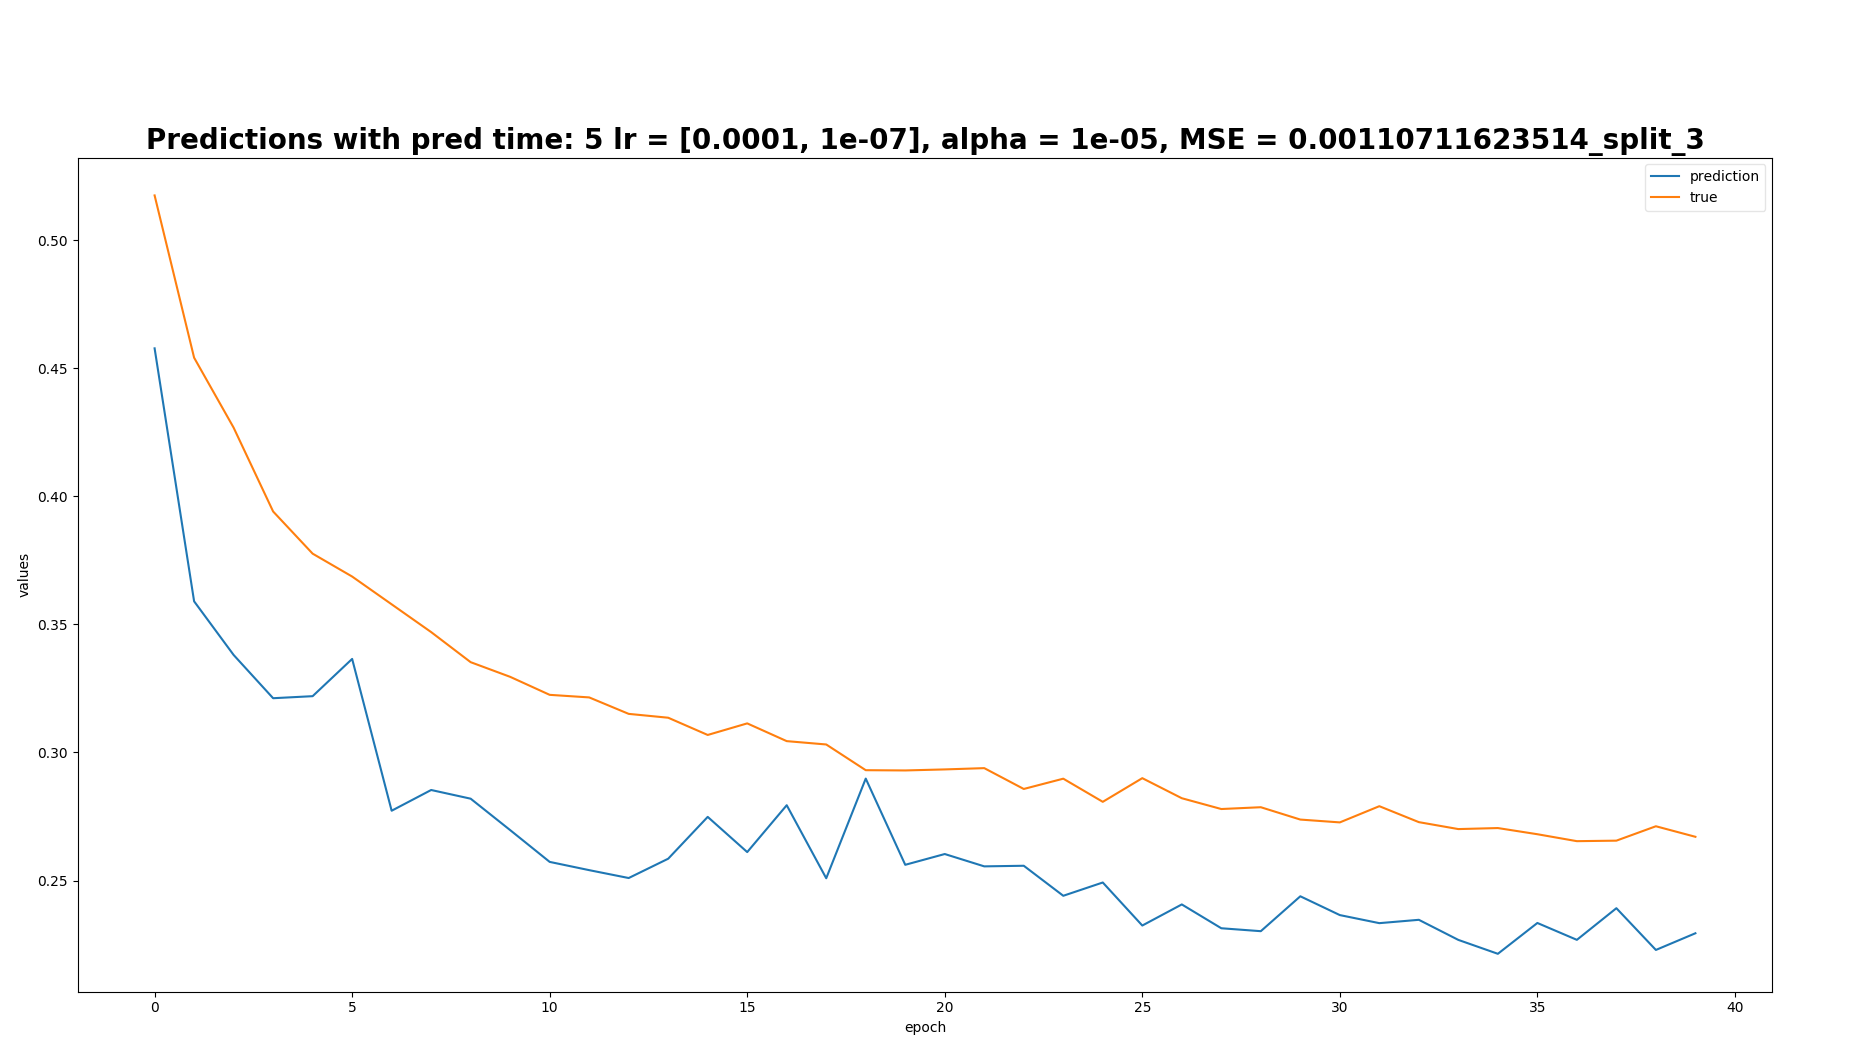 Predictions with pred time: 5 lr = [0.0001, 1e-07], alpha = 1e-05, MSE = 0.00110711623514_split_3
prediction
true
0.50
0.45
0.40
0.35
0.30
0.25
values
0 5 10 15 20 25 30 35 40
epoch